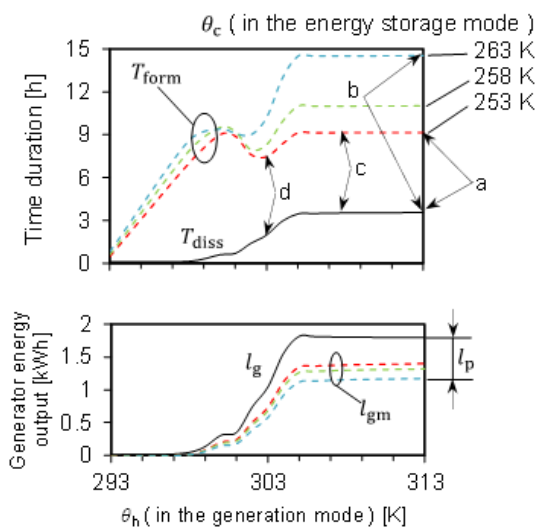 θc ( in the energy storage mode )
15
12
9
6
3
0
Time duration [h]
Tform
Tdiss
263 K
258 K
253 K
b
a
c
d
2
1.5
1
0.5
0
Generator energy
output [kWh]
lg
lgm
lp
293
303
313
θh ( in the generation mode ) [K]